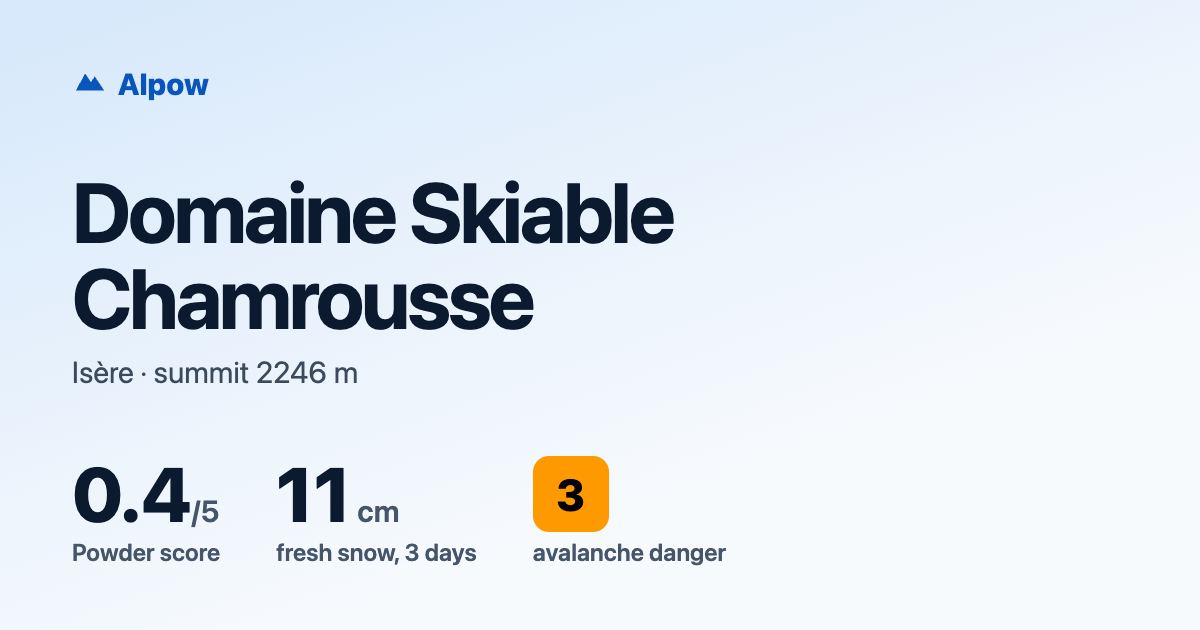 Alpow
Domaine Skiable
Chamrousse
Isère · summit 2246 m
0.4/5
Powder score
11 cm
fresh snow, 3 days
3
avalanche danger